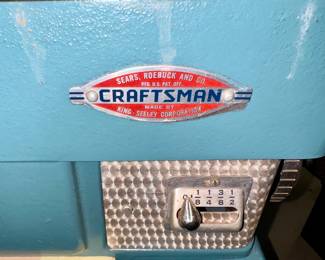 SEARS, ROEBUCK AND CO.
REG. U.S. PAT. OFF.
CRAFTSMAN
MADE BY
KING - SEELEY CORPORATION
1 1 3 1
8 4 8 2